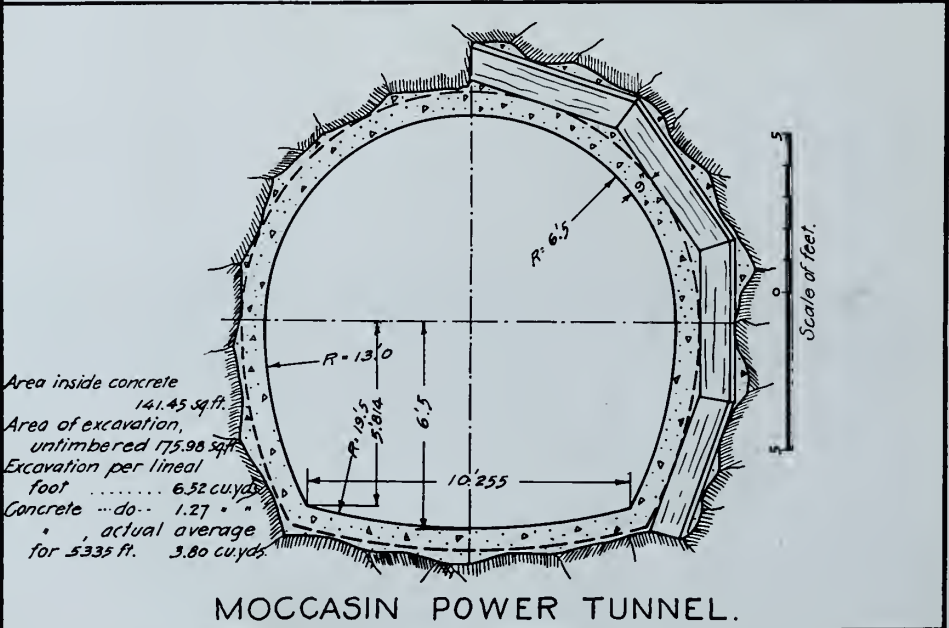 5
0
5
Scale of feet.
R = 6.'5
9"
R = 13.'0
R = 19.'5
5.'814
6.'5
10.'255
Area inside concrete
141.45 sq.ft.
Area of excavation,
untimbered 175.98 sq.ft.
Excavation per lineal
foot ........ 6.52 cu.yds.
Concrete --do-- 1.27 " "
" , actual average
for 5335 ft. 3.80 cu.yds.
MOCCASIN POWER TUNNEL.